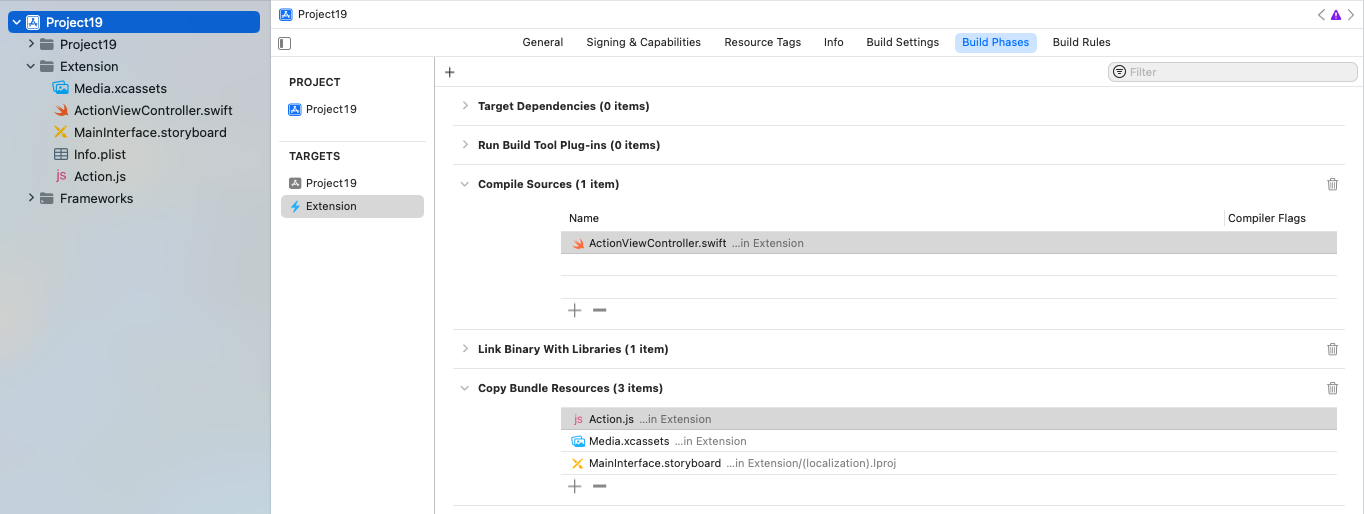 Project19
Project19
Extension
Media.xcassets
ActionViewController.swift
MainInterface.storyboard
Info.plist
js Action.js
Frameworks
Project19
General Signing & Capabilities Resource Tags Info Build Settings Build Phases Build Rules
Filter
PROJECT
Project19
TARGETS
Project19
Extension
Target Dependencies (0 items)
Run Build Tool Plug-ins (0 items)
Compile Sources (1 item)
Name Compiler Flags
ActionViewController.swift ...in Extension
Link Binary With Libraries (1 item)
Copy Bundle Resources (3 items)
js Action.js ...in Extension
Media.xcassets ...in Extension
MainInterface.storyboard ...in Extension/(localization).lproj